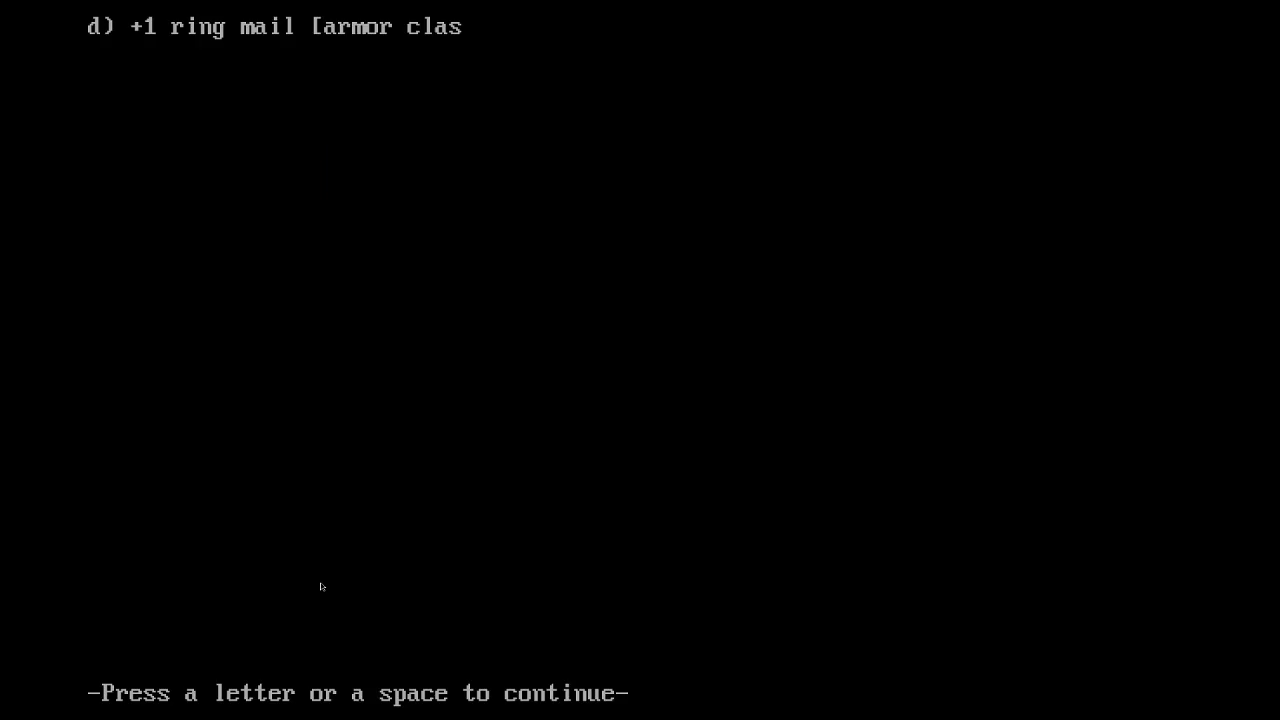 d) +1 ring mail [armor clas
-Press a letter or a space to continue-